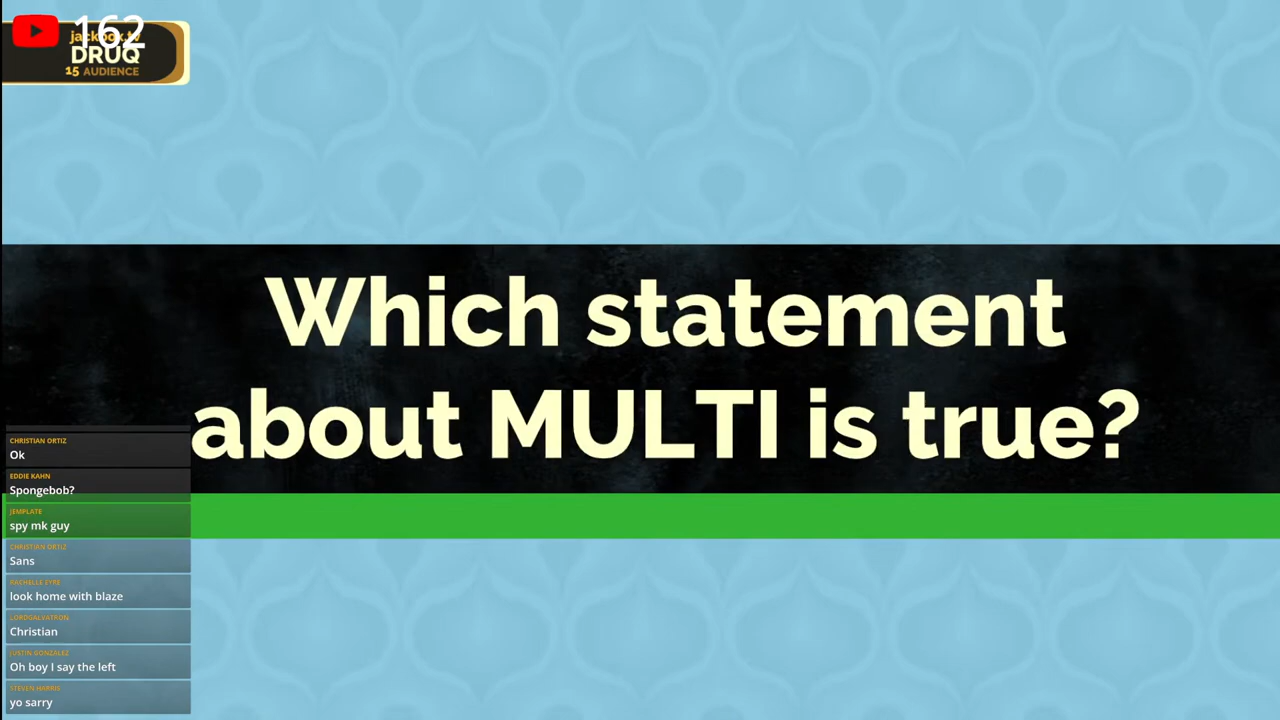 162
jackbox.tv
DRUQ
15 AUDIENCE
Which statement
about MULTI is true?
CHRISTIAN ORTIZ
Ok
EDDIE KAHN
Spongebob?
JEMPLATE
spy mk guy
CHRISTIAN ORTIZ
Sans
RACHELLE EYRE
look home with blaze
LORDGALVATRON
Christian
JUSTIN GONZALEZ
Oh boy I say the left
STEVEN HARRIS
yo sarry